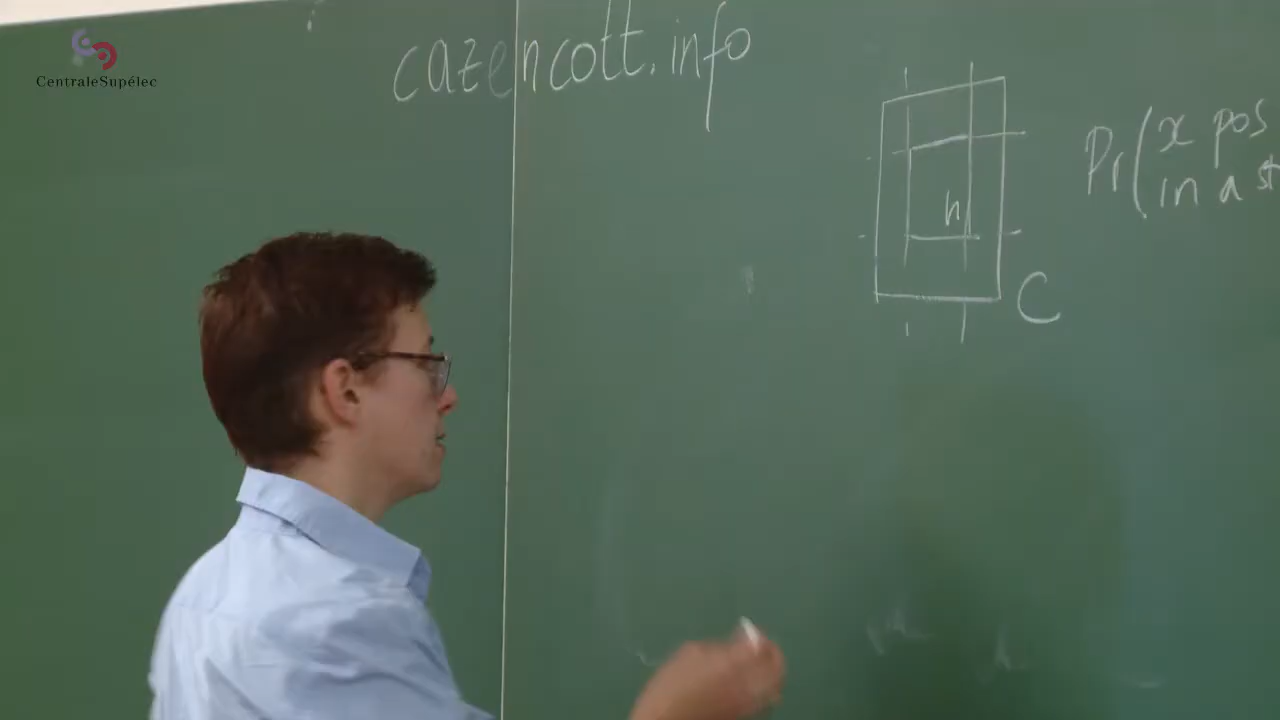 CentraleSupélec
cazencott.info
h
C
Pr( x pos
in a st